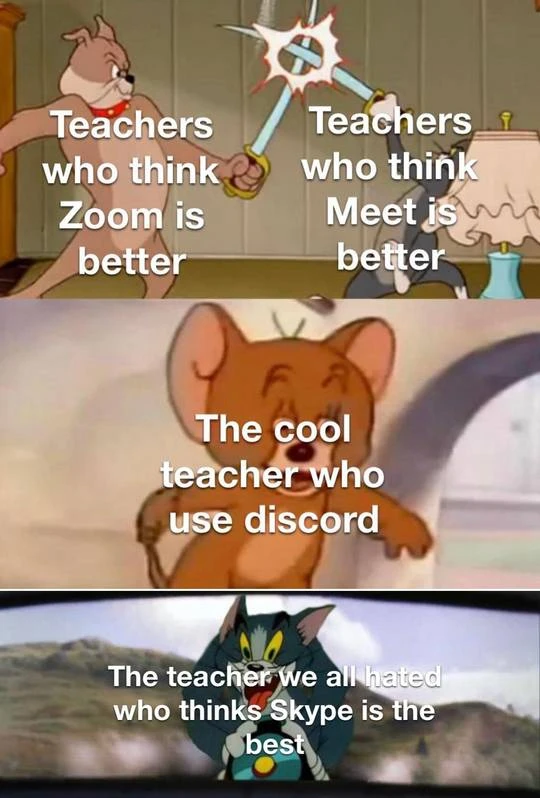 Teachers
who think
Zoom is
better
Teachers
who think
Meet is
better
The cool
teacher who
use discord
The teacher we all hated
who thinks Skype is the
best